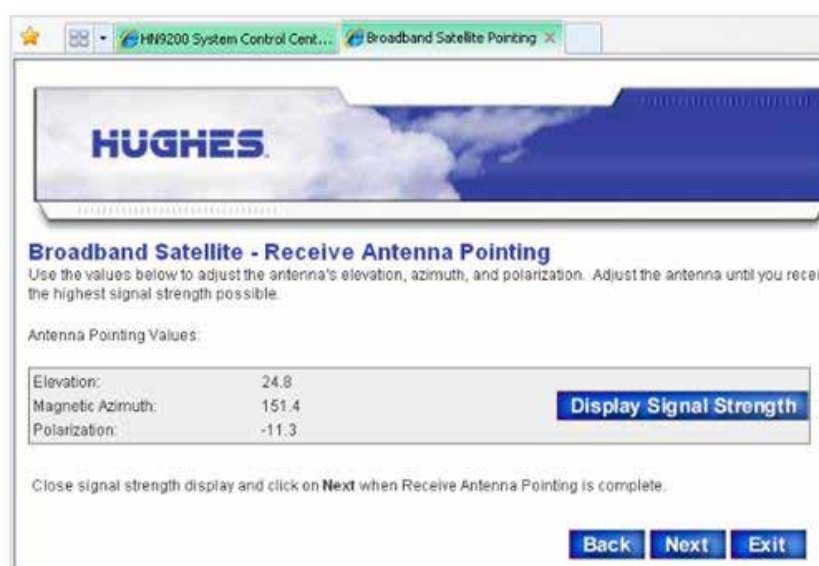 HN9200 System Control Cent... Broadband Satellite Pointing
HUGHES
Broadband Satellite - Receive Antenna Pointing
Use the values below to adjust the antenna's elevation, azimuth, and polarization. Adjust the antenna until you recei
the highest signal strength possible.
Antenna Pointing Values:
Elevation: 24.8
Magnetic Azimuth: 151.4
Display Signal Strength
Polarization: -11.3
Close signal strength display and click on Next when Receive Antenna Pointing is complete.
Back Next Exit